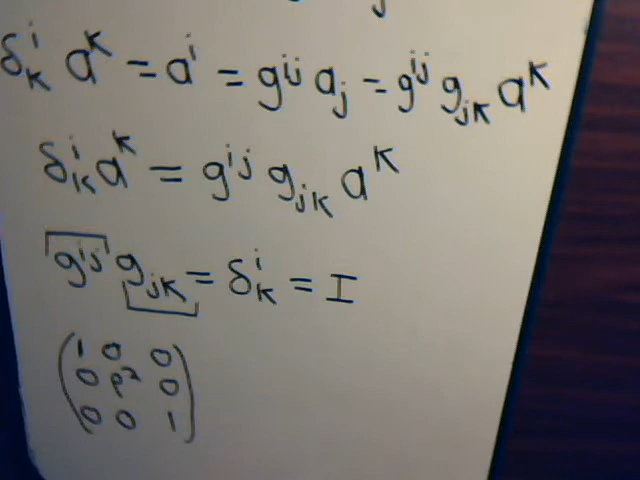 δᵢₖ aᵏ = aⁱ = gⁱʲ aⱼ = gⁱʲ gⱼₖ aᵏ
δᵢₖ aᵏ = gⁱʲ gⱼₖ aᵏ
gⁱʲ gⱼₖ = δⁱₖ = I
1 0 0
0 ρ² 0
0 0 1